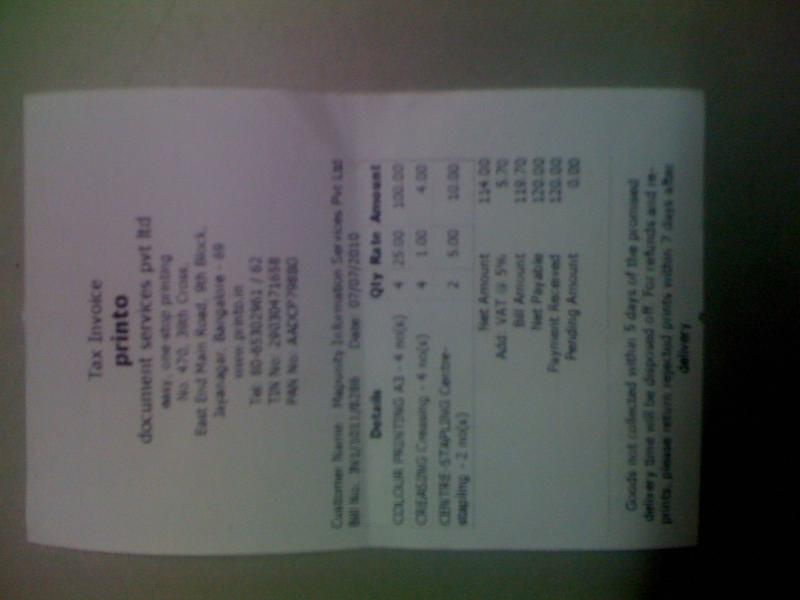 Tax Invoice
printo
document services pvt ltd
easy, one-stop printing
No. 470, 38th Cross,
East End Main Road, 9th Block,
Jayanagar, Bangalore - 69
www.printo.in
Tel: 80-65302961 / 62
TIN No: 29030471658
PAN No:
Customer Name : Mapunity Information Services Pvt Ltd
Bill No. Date: 07/07/2010
Details Qty Rate Amount
COLOUR PRINTING A3 - 4 no(s) 4 25.00 100.00
CREASING Creasing - 4 no(s) 4 1.00 4.00
CENTRE-STAPLING Centre- 2 5.00 10.00
stapling - 2 no(s)
Net Amount 114.00
Add. VAT @ 5% 5.70
Bill Amount 119.70
Net Payable 120.00
Payment Received 120.00
Pending Amount 0.00
Goods not collected within 5 days of the promised
delivery time will be disposed off. For refunds and re-
prints, please return rejected prints within 7 days after
delivery